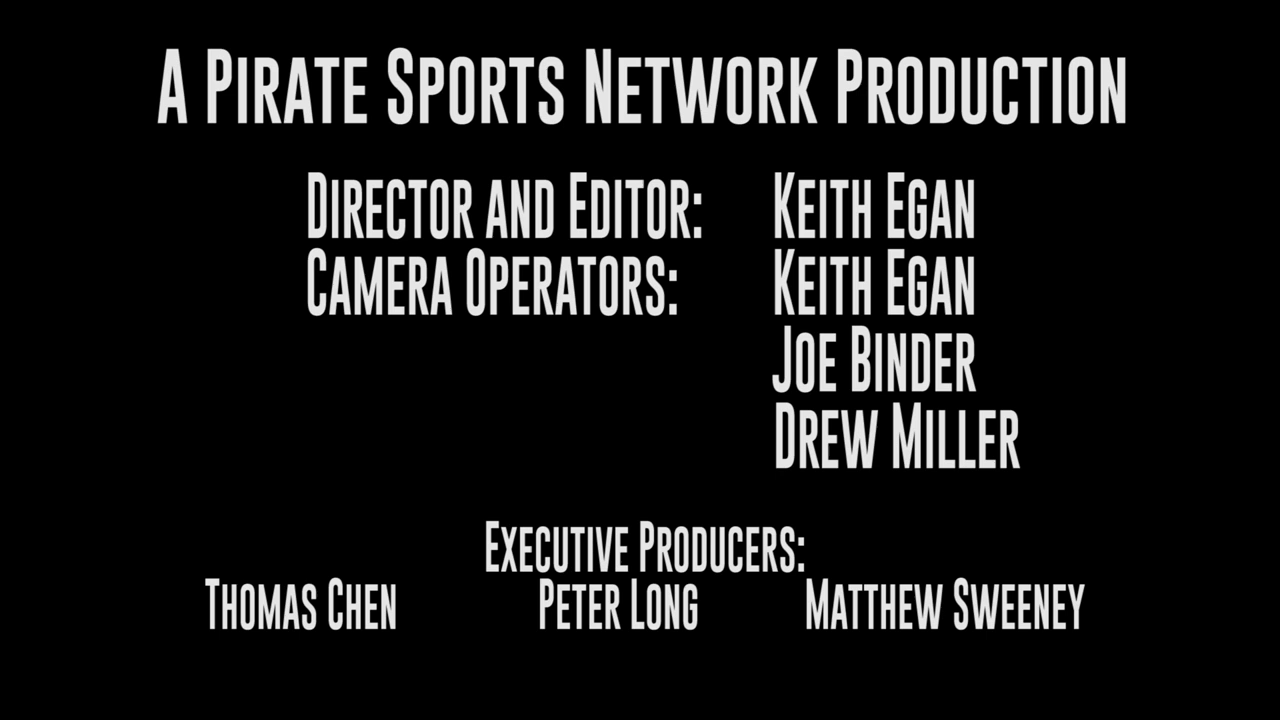 A Pirate Sports Network Production
Director and Editor: Keith Egan
Camera Operators: Keith Egan
Joe Binder
Drew Miller
Executive Producers:
Thomas Chen Peter Long Matthew Sweeney